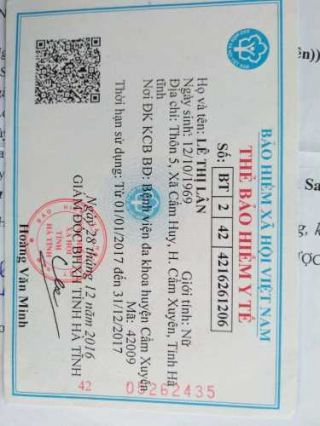 BẢO HIỂM XÃ HỘI VIỆT NAM
THẺ BẢO HIỂM Y TẾ
Số: BT 2 42 4216261206
Họ và tên: LÊ THỊ LÂN
Ngày sinh: 12/10/1969 Giới tính: Nữ
Địa chỉ: Thôn 5, Xã Cẩm Huy, H. Cẩm Xuyên, Tỉnh Hà
tĩnh
Nơi ĐK KCB BĐ: Bệnh viện đa khoa huyện Cẩm Xuyên
Mã: 42009
Thời hạn sử dụng: Từ 01/01/2017 đến 31/12/2017
Ngày 28 tháng 12 năm 2016
GIÁM ĐỐC BHXH TỈNH HÀ TĨNH
TỈNH
HÀ TĨNH
Hoàng Văn Minh
42 05262435